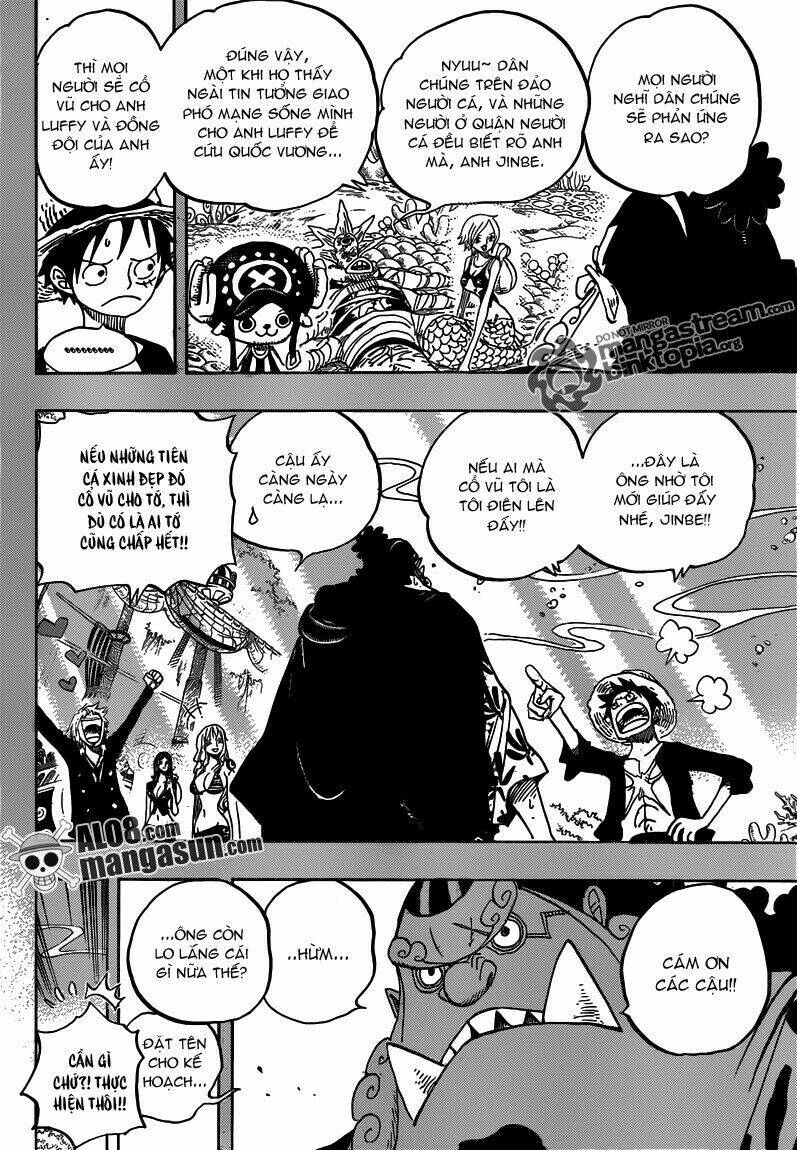 MỌI NGƯỜI
NGHĨ DÂN CHÚNG
SẼ PHẢN ỨNG
RA SAO?
NYUU~ DÂN
CHÚNG TRÊN ĐẢO
NGƯỜI CÁ, VÀ NHỮNG
NGƯỜI Ở QUẬN NGƯỜI
CÁ ĐỀU BIẾT RÕ ANH
MÀ, ANH JINBE.
ĐÚNG VẬY,
MỘT KHI HỌ THẤY
NGÀI TIN TƯỞNG GIAO
PHÓ MẠNG SỐNG MÌNH
CHO ANH LUFFY ĐỂ
CỨU QUỐC VƯƠNG...
THÌ MỌI
NGƯỜI SẼ CỔ
VŨ CHO ANH
LUFFY VÀ ĐỒNG
ĐỘI CỦA ANH
ẤY!
DO NOT MIRROR
mangastream.com
binktopia.org
...ĐÂY LÀ
ÔNG NHỜ TÔI
MỚI GIÚP ĐẤY
NHÉ, JINBE!!
NẾU AI MÀ
CỔ VŨ TÔI LÀ
TÔI ĐIÊN LÊN
ĐẤY!!
CẬU ẤY
CÀNG NGÀY
CÀNG LẠ...
NẾU NHỮNG TIÊN
CÁ XINH ĐẸP ĐÓ
CỔ VŨ CHO TỚ, THÌ
DÙ CÓ LÀ AI TỚ
CŨNG CHẤP HẾT!!
ALO8.com
mangasun.com
CÁM ƠN
CÁC CẬU!!
..HỪM...
...ÔNG CÒN
LO LẮNG CÁI
GÌ NỮA THẾ?
ĐẶT TÊN
CHO KẾ
HOẠCH...
CẦN GÌ
CHỨ?! THỰC
HIỆN THÔI!!